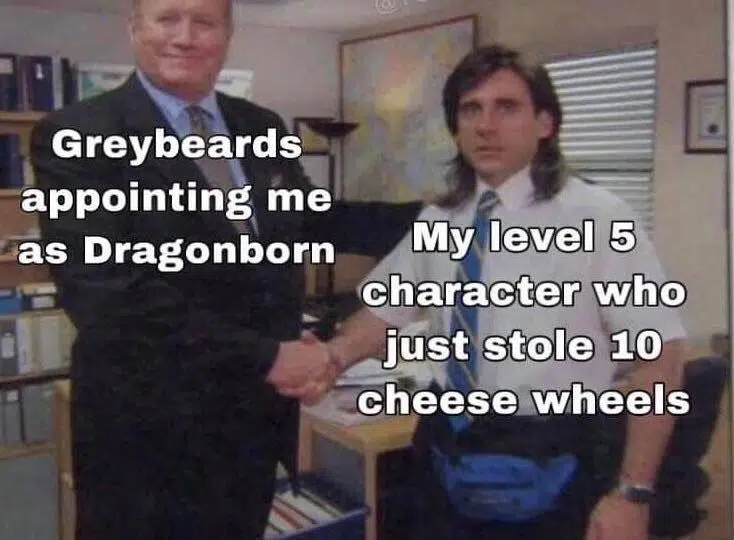 Greybeards
appointing me
as Dragonborn
My level 5
character who
just stole 10
cheese wheels